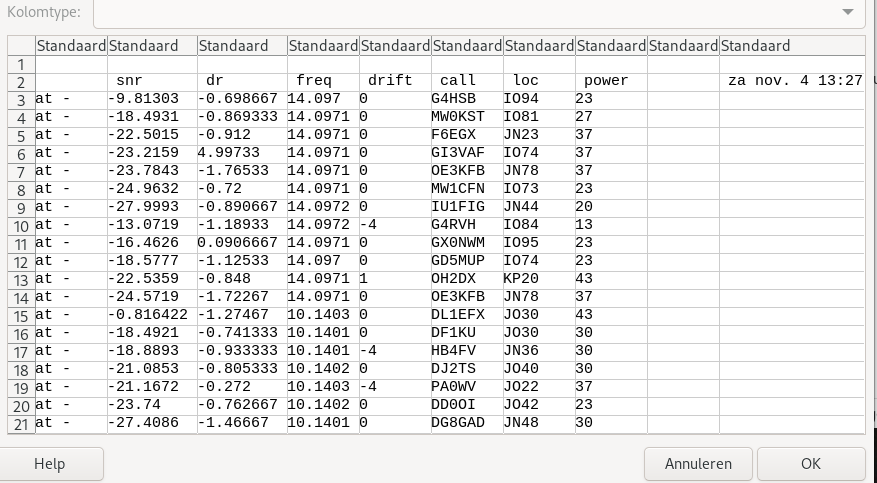 Kolomtype:
Standaard Standaard Standaard Standaard Standaard Standaard Standaard Standaard Standaard Standaard
1
2 snr dr freq drift call loc power za nov. 4 13:27
3 at - -9.81303 -0.698667 14.097 0 G4HSB IO94 23
4 at - -18.4931 -0.869333 14.0971 0 MW0KST IO81 27
5 at - -22.5015 -0.912 14.0971 0 F6EGX JN23 37
6 at - -23.2159 4.99733 14.0971 0 GI3VAF IO74 37
7 at - -23.7843 -1.76533 14.0971 0 OE3KFB JN78 37
8 at - -24.9632 -0.72 14.0971 0 MW1CFN IO73 23
9 at - -27.9993 -0.890667 14.0972 0 IU1FIG JN44 20
10 at - -13.0719 -1.18933 14.0972 -4 G4RVH IO84 13
11 at - -16.4626 0.0906667 14.0971 0 GX0NWM IO95 23
12 at - -18.5777 -1.12533 14.097 0 GD5MUP IO74 23
13 at - -22.5359 -0.848 14.0971 1 OH2DX KP20 43
14 at - -24.5719 -1.72267 14.0971 0 OE3KFB JN78 37
15 at - -0.816422 -1.27467 10.1403 0 DL1EFX JO30 43
16 at - -18.4921 -0.741333 10.1401 0 DF1KU JO30 30
17 at - -18.8893 -0.933333 10.1401 -4 HB4FV JN36 30
18 at - -21.0853 -0.805333 10.1402 0 DJ2TS JO40 30
19 at - -21.1672 -0.272 10.1403 -4 PA0WV JO22 37
20 at - -23.74 -0.762667 10.1402 0 DD0OI JO42 23
21 at - -27.4086 -1.46667 10.1401 0 DG8GAD JN48 30
Help Annuleren OK